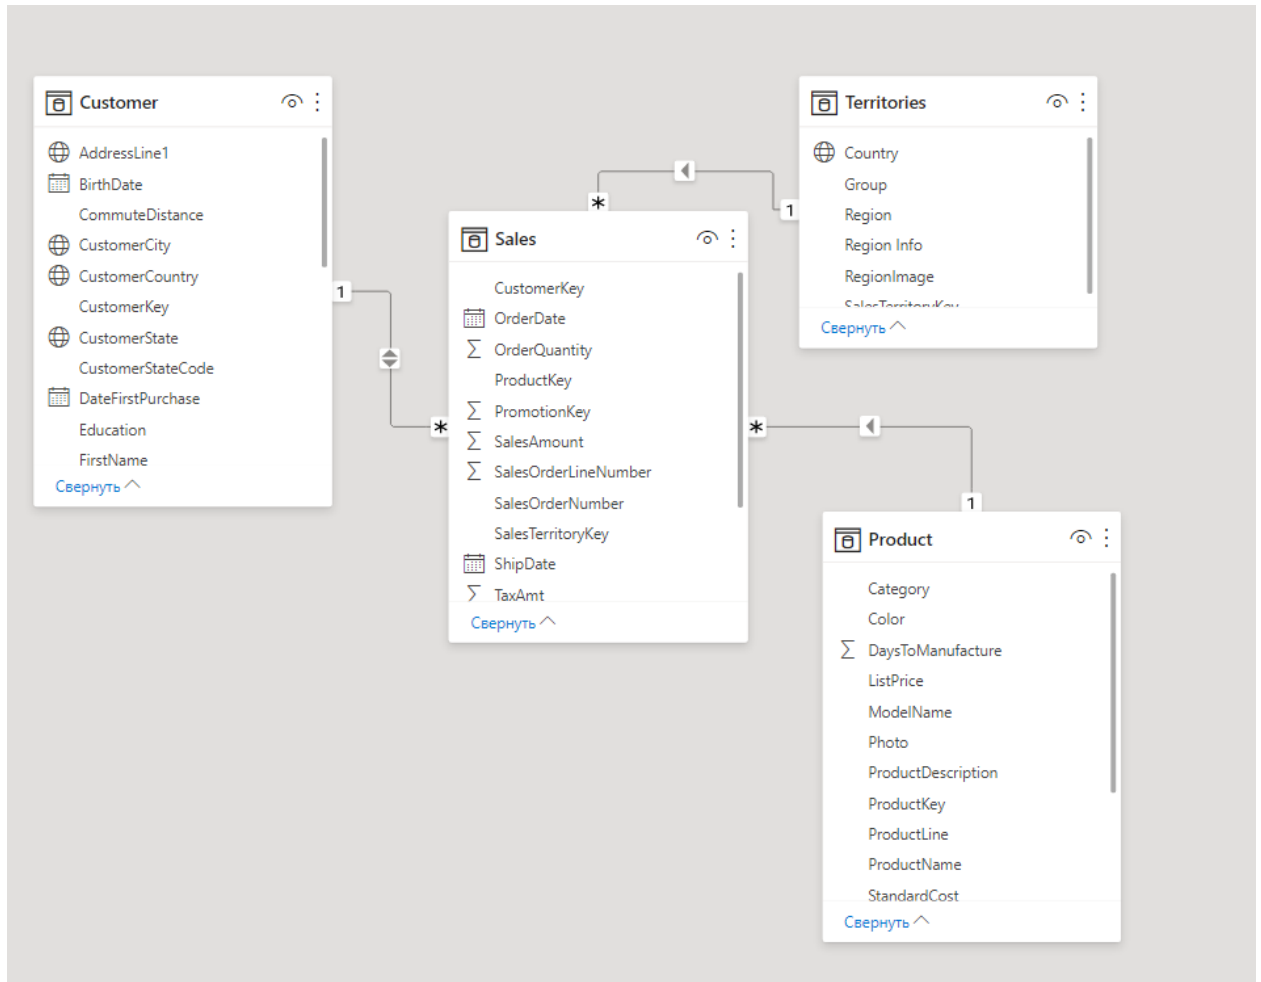 Customer
AddressLine1
BirthDate
CommuteDistance
CustomerCity
CustomerCountry
CustomerKey
CustomerState
CustomerStateCode
DateFirstPurchase
Education
FirstName
Свернуть
1
*
Sales
CustomerKey
OrderDate
OrderQuantity
ProductKey
PromotionKey
SalesAmount
SalesOrderLineNumber
SalesOrderNumber
SalesTerritoryKey
ShipDate
TaxAmt
Свернуть
*
1
Territories
Country
Group
Region
Region Info
RegionImage
SalesTerritoryKey
Свернуть
*
1
Product
Category
Color
DaysToManufacture
ListPrice
ModelName
Photo
ProductDescription
ProductKey
ProductLine
ProductName
StandardCost
Свернуть